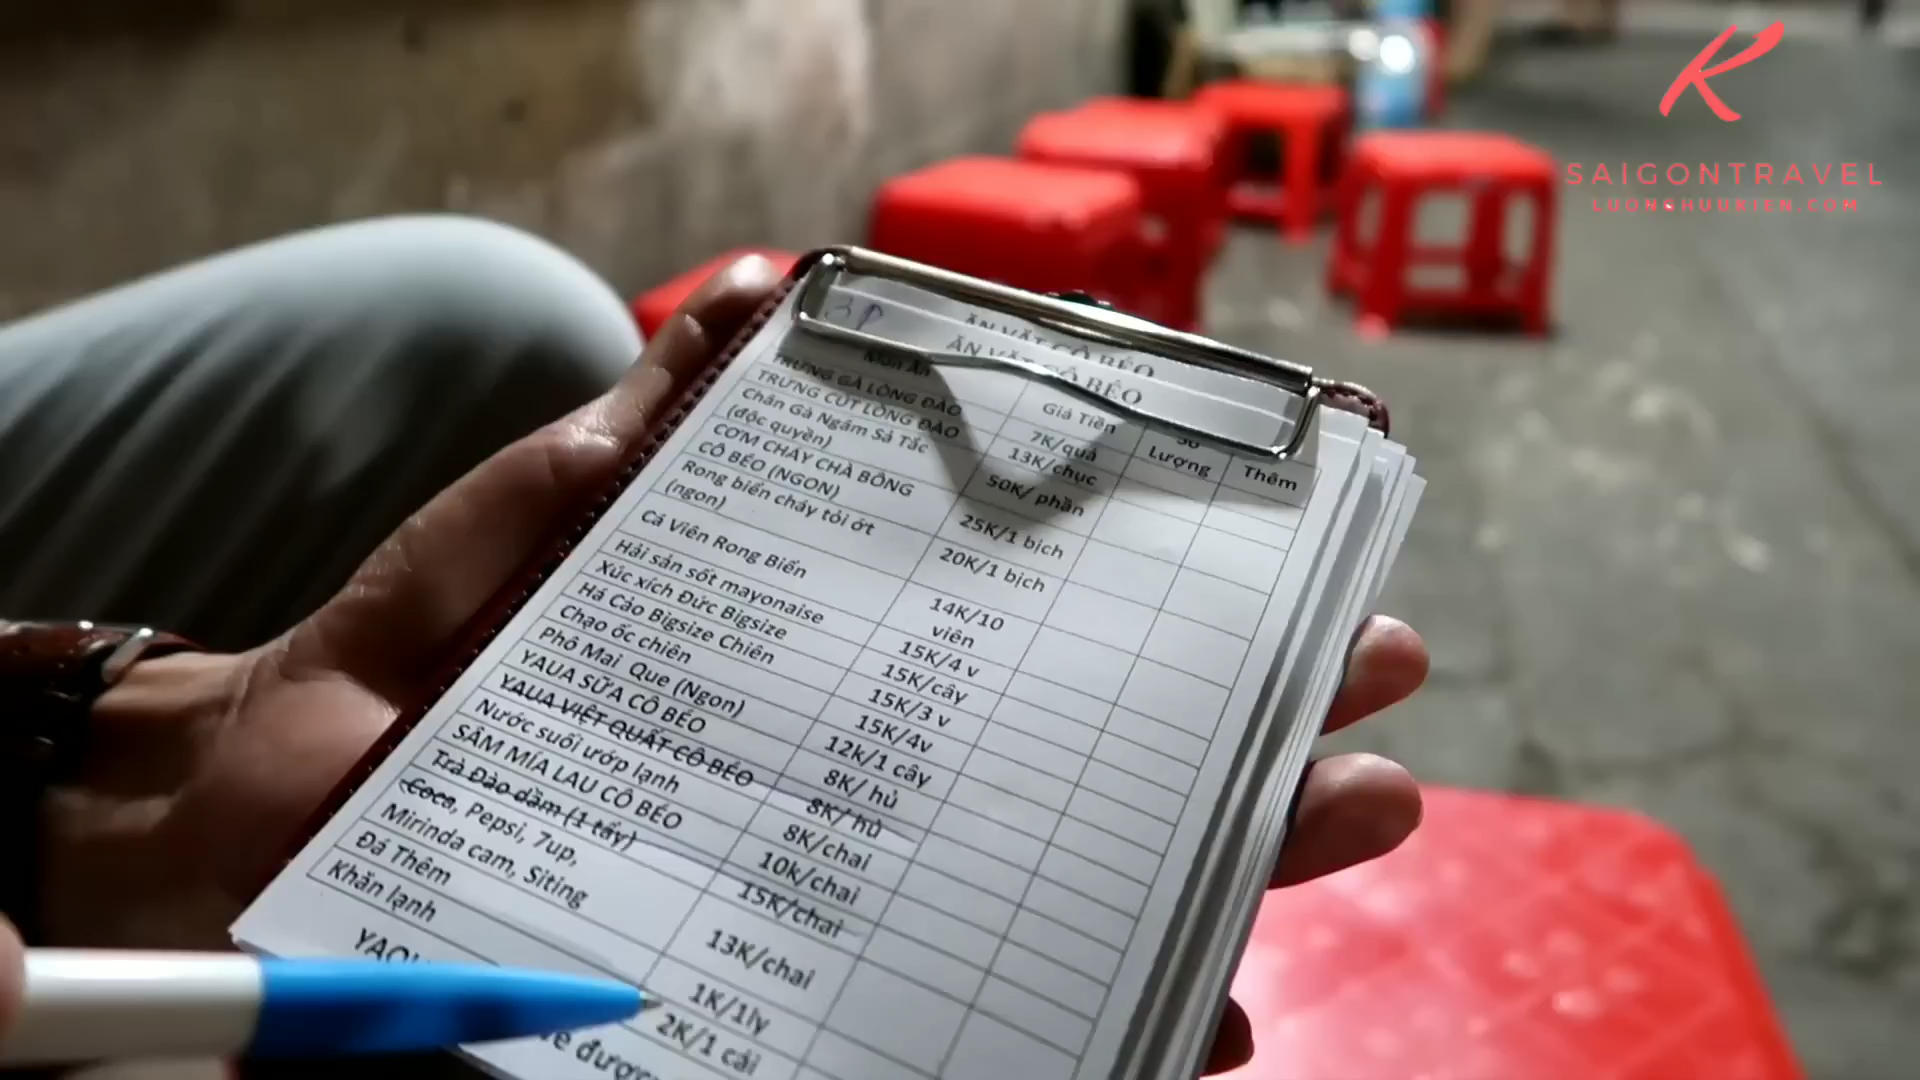 K
SAIGONTRAVEL
LUONGHUUKIEN.COM
3P
ĂN VẶT CÔ BÉO
ĂN VẶT CÔ BÉO
Món Ăn Giá Tiền Số Lượng Thêm
TRỨNG GÀ LÒNG ĐÀO 7K/quả
TRỨNG CÚT LÒNG ĐÀO 13K/chục
Chân Gà Ngâm Sả Tắc
(độc quyền) 50K/ phần
CƠM CHÁY CHÀ BÔNG
CÔ BÉO (NGON) 25K/1 bịch
Rong biển cháy tỏi ớt
(ngon) 20K/1 bịch
Cá Viên Rong Biển 14K/10
viên
Hải sản sốt mayonaise 15K/4 v
Xúc xích Đức Bigsize 15K/cây
Há Cảo Bigsize Chiên 15K/3 v
Chạo ốc chiên 15K/4v
Phô Mai Que (Ngon) 12k/1 cây
YAUA SỮA CÔ BÉO 8K/ hủ
YAUA VIỆT QUẤT CÔ BÉO 8K/ hủ
Nước suối ướp lạnh 8K/chai
SÂM MÍA LAU CÔ BÉO 10k/chai
Trà Đào dầm (1 tẩy) 15K/chai
(Coca, Pepsi, 7up,
Mirinda cam, Siting 13K/chai
Đá Thêm 1K/1ly
Khăn lạnh 2K/1 cái
được